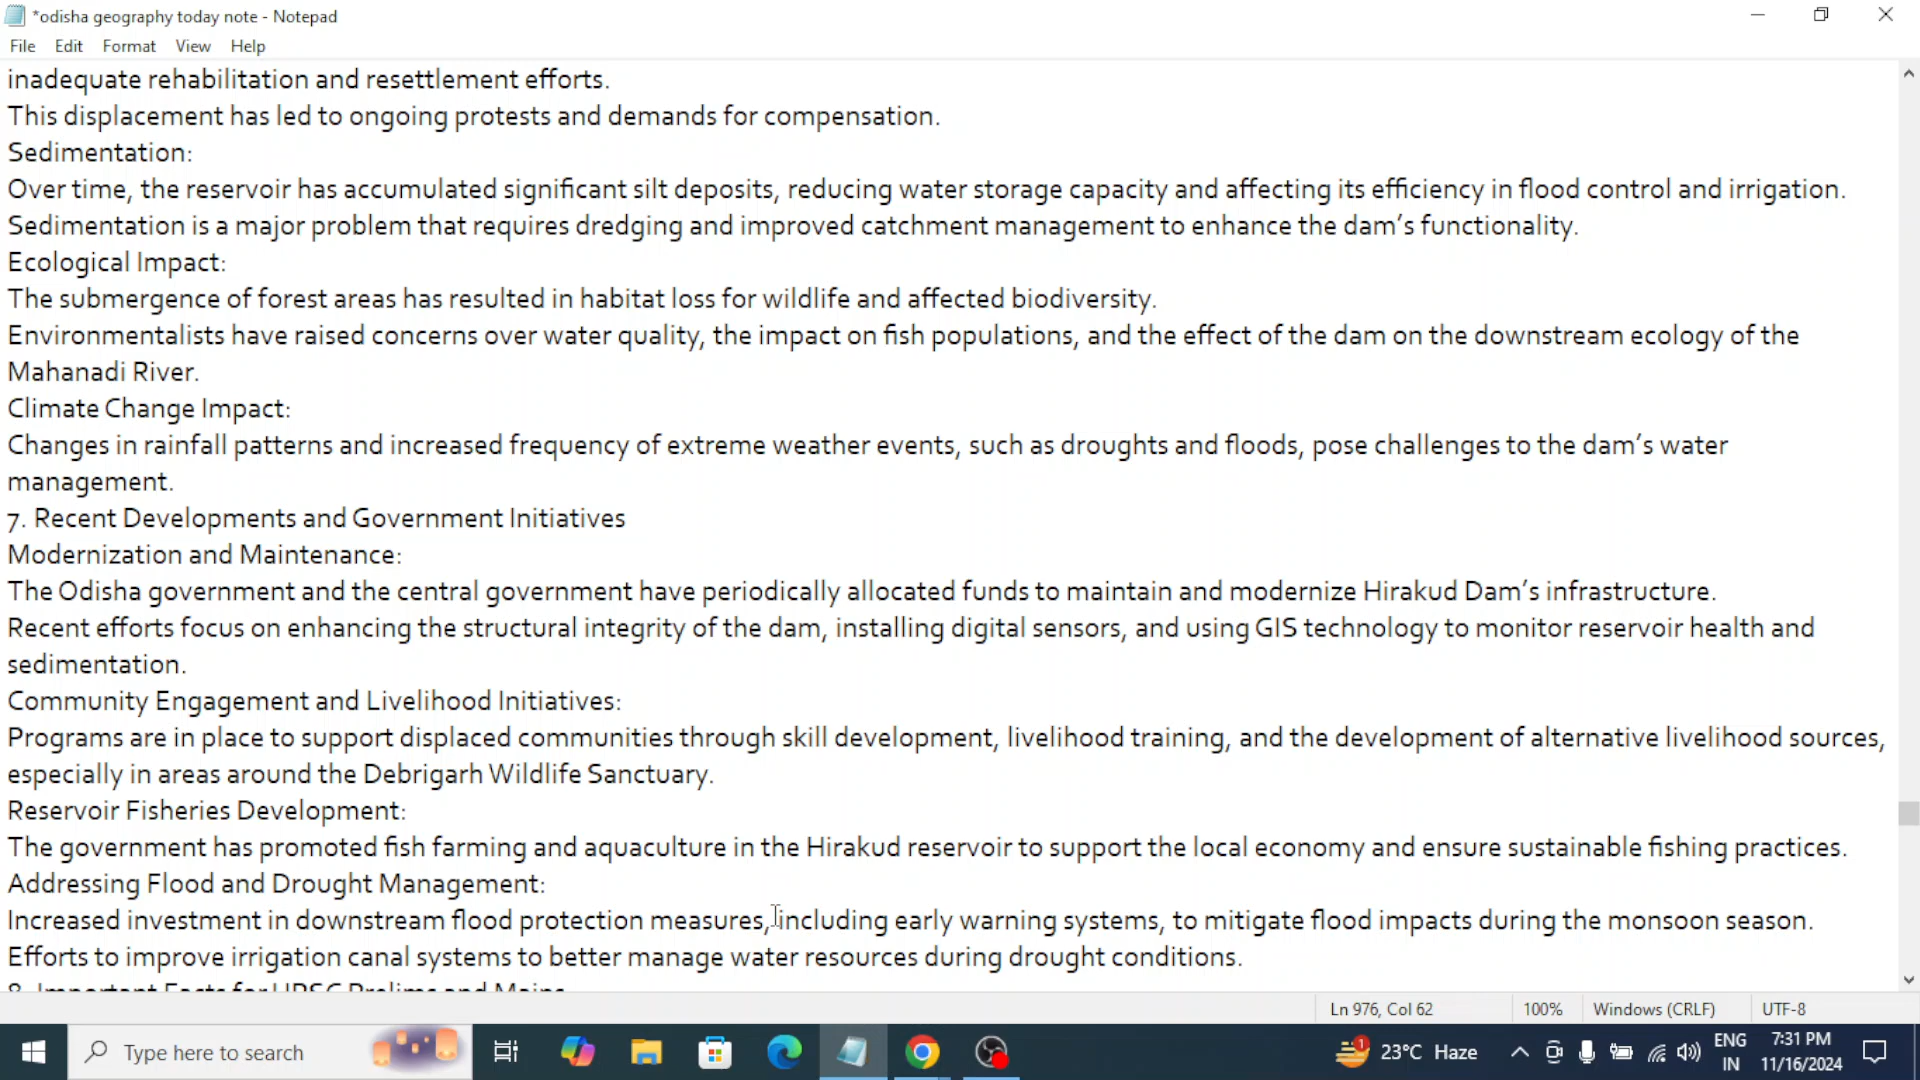 *odisha geography today note - Notepad
File Edit Format View Help
inadequate rehabilitation and resettlement efforts.
This displacement has led to ongoing protests and demands for compensation.
Sedimentation:
Over time, the reservoir has accumulated significant silt deposits, reducing water storage capacity and affecting its efficiency in flood control and irrigation.
Sedimentation is a major problem that requires dredging and improved catchment management to enhance the dam’s functionality.
Ecological Impact:
The submergence of forest areas has resulted in habitat loss for wildlife and affected biodiversity.
Environmentalists have raised concerns over water quality, the impact on fish populations, and the effect of the dam on the downstream ecology of the
Mahanadi River.
Climate Change Impact:
Changes in rainfall patterns and increased frequency of extreme weather events, such as droughts and floods, pose challenges to the dam’s water
management.
7. Recent Developments and Government Initiatives
Modernization and Maintenance:
The Odisha government and the central government have periodically allocated funds to maintain and modernize Hirakud Dam’s infrastructure.
Recent efforts focus on enhancing the structural integrity of the dam, installing digital sensors, and using GIS technology to monitor reservoir health and
sedimentation.
Community Engagement and Livelihood Initiatives:
Programs are in place to support displaced communities through skill development, livelihood training, and the development of alternative livelihood sources,
especially in areas around the Debrigarh Wildlife Sanctuary.
Reservoir Fisheries Development:
The government has promoted fish farming and aquaculture in the Hirakud reservoir to support the local economy and ensure sustainable fishing practices.
Addressing Flood and Drought Management:
Increased investment in downstream flood protection measures, including early warning systems, to mitigate flood impacts during the monsoon season.
Efforts to improve irrigation canal systems to better manage water resources during drought conditions.
8. Important Facts for UPSC Prelims and Mains
Ln 976, Col 62 100% Windows (CRLF) UTF-8
Type here to search 1 23°C Haze ENG IN 7:31 PM 11/16/2024